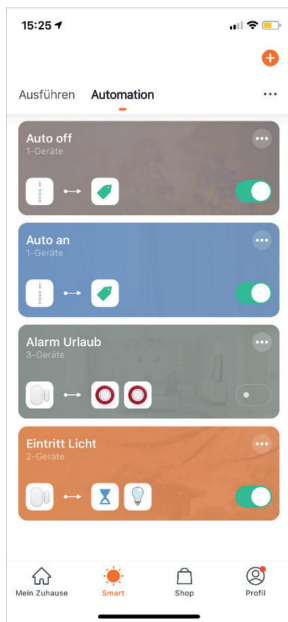 15:25
Ausführen Automation
Auto off
1-Geräte
Auto an
1-Geräte
Alarm Urlaub
3-Geräte
Eintritt Licht
2-Geräte
Mein Zuhause Smart Shop Profil